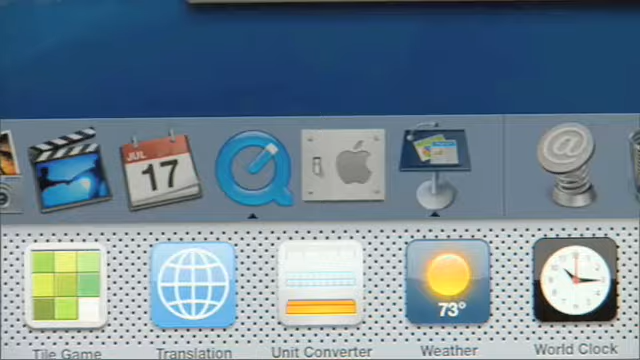 JUL
17
@
73°
Tile Game
Translation
Unit Converter
Weather
World Clock